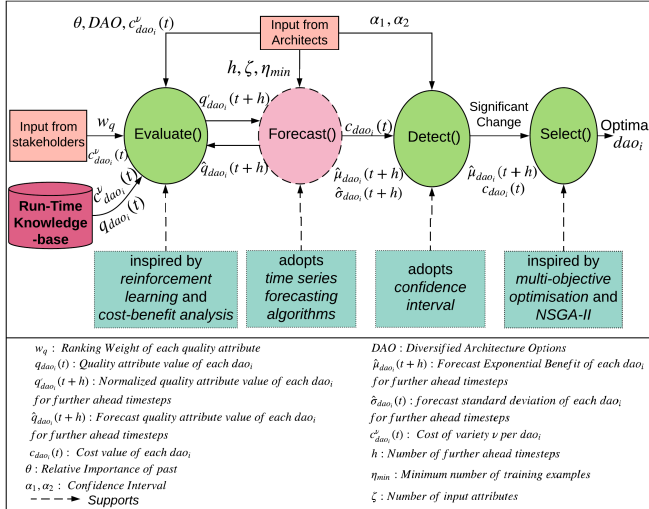 θ, DAO, c^ν_{dao_i}(t)
Input from
Architects
α_1, α_2
h, ζ, η_{min}
Input from
stakeholders
w_q
c^ν_{dao_i}(t)
Evaluate()
q^'_{dao_i}(t + h)
q̂_{dao_i}(t + h)
Forecast()
c_{dao_i}(t)
μ̂_{dao_i}(t + h)
σ̂_{dao_i}(t + h)
Detect()
Significant
Change
μ̂_{dao_i}(t + h)
c_{dao_i}(t)
Select()
Optima
dao_i
Run-Time
Knowledge
-base
c^ν_{dao_i}(t)
q_{dao_i}(t)
inspired by
reinforcement
learning and
cost-benefit analysis
adopts
time series
forecasting
algorithms
adopts
confidence
interval
inspired by
multi-objective
optimisation and
NSGA-II
w_q : Ranking Weight of each quality attribute
q_{dao_i}(t) : Quality attribute value of each dao_i
q^'_{dao_i}(t + h) : Normalized quality attribute value of each dao_i
for further ahead timesteps
q̂_{dao_i}(t + h) : Forecast quality attribute value of each dao_i
for further ahead timesteps
c_{dao_i}(t) : Cost value of each dao_i
θ : Relative Importance of past
α_1, α_2 : Confidence Interval
Supports
DAO : Diversified Architecture Options
μ̂_{dao_i}(t + h) : Forecast Exponential Benefit of each dao_i
for further ahead timesteps
σ̂_{dao_i}(t + h) : forecast standard deviation of each dao_i
for further ahead timesteps
c^ν_{dao_i}(t) : Cost of variety ν per dao_i
h : Number of further ahead timesteps
η_{min} : Minimum number of training examples
ζ : Number of input attributes